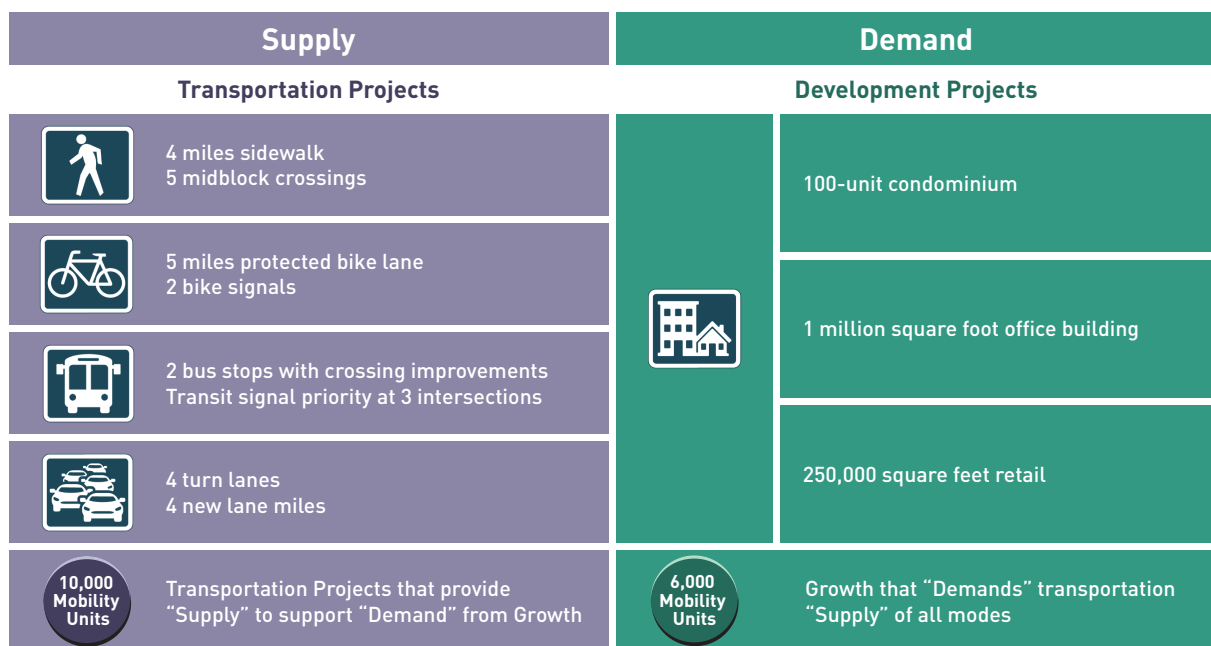 Supply
Transportation Projects
4 miles sidewalk
5 midblock crossings
5 miles protected bike lane
2 bike signals
2 bus stops with crossing improvements
Transit signal priority at 3 intersections
4 turn lanes
4 new lane miles
10,000
Mobility
Units
Transportation Projects that provide
“Supply” to support “Demand” from Growth
Demand
Development Projects
100-unit condominium
1 million square foot office building
250,000 square feet retail
6,000
Mobility
Units
Growth that “Demands” transportation
“Supply” of all modes